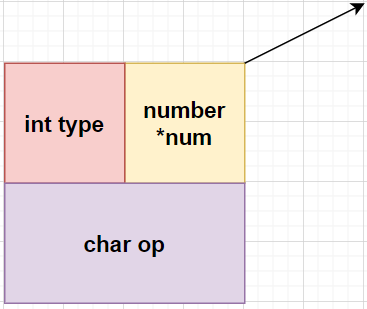 int type
number
*num
char op